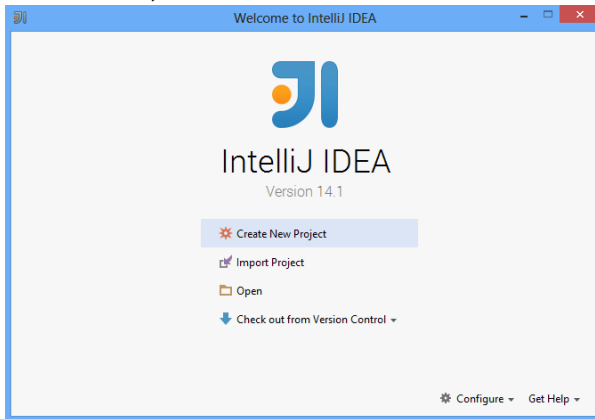 Welcome to IntelliJ IDEA
IntelliJ IDEA
Version 14.1
Create New Project
Import Project
Open
Check out from Version Control
Configure Get Help